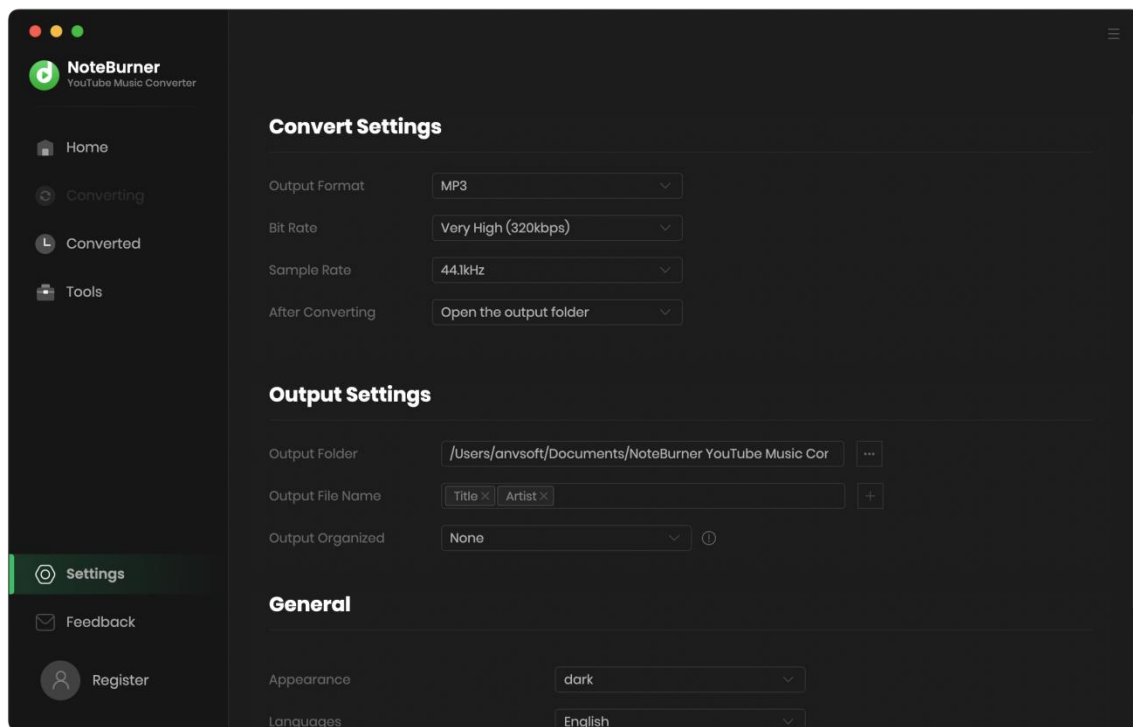 NoteBurner
YouTube Music Converter
Home
Converting
Converted
Tools
Settings
Feedback
Register
Convert Settings
Output Format MP3
Bit Rate Very High (320kbps)
Sample Rate 44.1kHz
After Converting Open the output folder
Output Settings
Output Folder /Users/anvsoft/Documents/NoteBurner YouTube Music Cor ...
Output File Name Title × Artist × +
Output Organized None
General
Appearance dark
Languages English